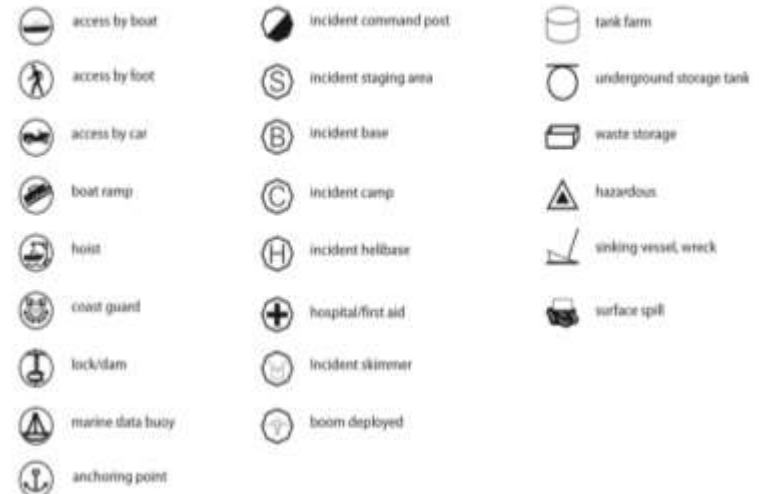 access by boat
access by foot
access by car
boat ramp
hoist
coast guard
lock/dam
marine data buoy
anchoring point
incident command post
S incident staging area
B incident base
C incident camp
H incident helibase
hospital/first aid
Incident skimmer
boom deployed
tank farm
underground storage tank
waste storage
hazardous
sinking vessel, wreck
surface spill